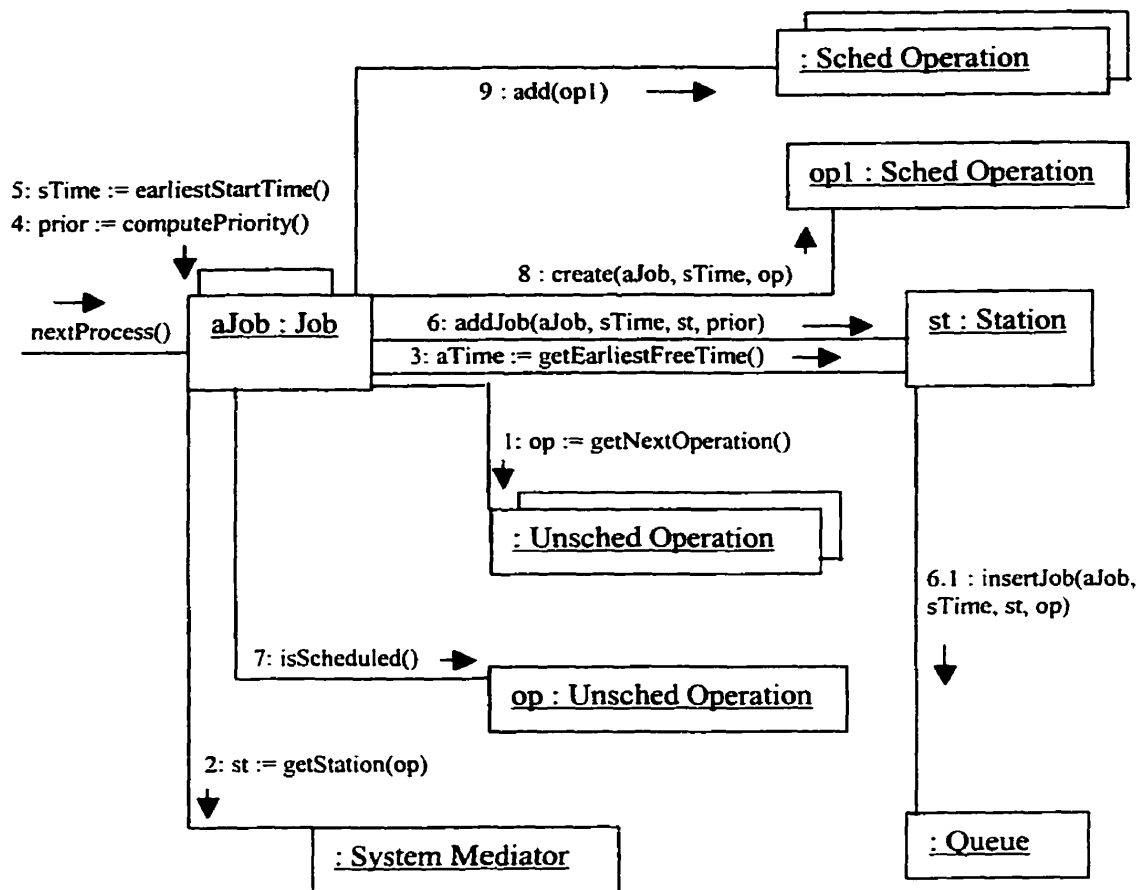 : Sched Operation
9 : add(op1)
op1 : Sched Operation
5: sTime := earliestStartTime()
4: prior := computePriority()
8 : create(aJob, sTime, op)
nextProcess()
aJob : Job
6: addJob(aJob, sTime, st, prior)
st : Station
3: aTime := getEarliestFreeTime()
1: op := getNextOperation()
: Unsched Operation
6.1 : insertJob(aJob,
sTime, st, op)
7: isScheduled()
op : Unsched Operation
2: st := getStation(op)
: System Mediator
: Queue